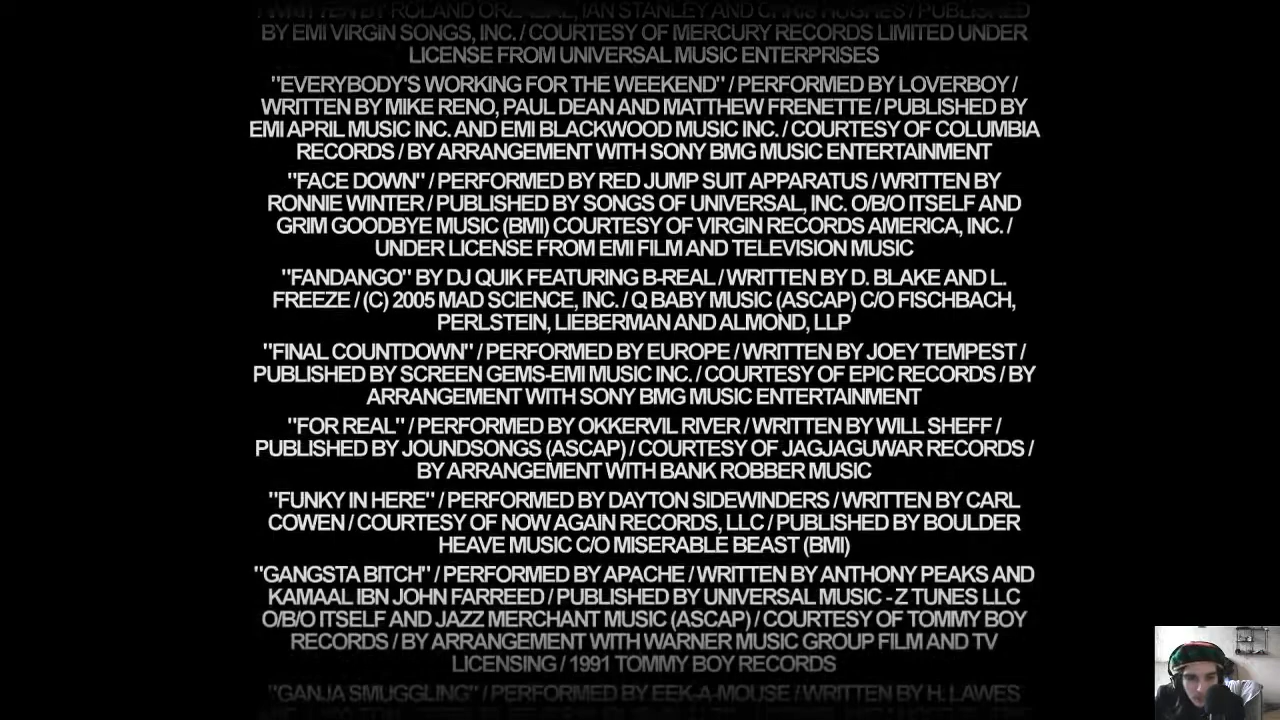 WRITTEN BY ROLAND ORZABAL, IAN STANLEY AND CHRIS HUGHES / PUBLISHED
BY EMI VIRGIN SONGS, INC. / COURTESY OF MERCURY RECORDS LIMITED UNDER
LICENSE FROM UNIVERSAL MUSIC ENTERPRISES
"EVERYBODY'S WORKING FOR THE WEEKEND" / PERFORMED BY LOVERBOY /
WRITTEN BY MIKE RENO, PAUL DEAN AND MATTHEW FRENETTE / PUBLISHED BY
EMI APRIL MUSIC INC. AND EMI BLACKWOOD MUSIC INC. / COURTESY OF COLUMBIA
RECORDS / BY ARRANGEMENT WITH SONY BMG MUSIC ENTERTAINMENT
"FACE DOWN" / PERFORMED BY RED JUMP SUIT APPARATUS / WRITTEN BY
RONNIE WINTER / PUBLISHED BY SONGS OF UNIVERSAL, INC. O/B/O ITSELF AND
GRIM GOODBYE MUSIC (BMI) COURTESY OF VIRGIN RECORDS AMERICA, INC. /
UNDER LICENSE FROM EMI FILM AND TELEVISION MUSIC
"FANDANGO" BY DJ QUIK FEATURING B-REAL / WRITTEN BY D. BLAKE AND L.
FREEZE / (C) 2005 MAD SCIENCE, INC. / Q BABY MUSIC (ASCAP) C/O FISCHBACH,
PERLSTEIN, LIEBERMAN AND ALMOND, LLP
"FINAL COUNTDOWN" / PERFORMED BY EUROPE / WRITTEN BY JOEY TEMPEST /
PUBLISHED BY SCREEN GEMS-EMI MUSIC INC. / COURTESY OF EPIC RECORDS / BY
ARRANGEMENT WITH SONY BMG MUSIC ENTERTAINMENT
"FOR REAL" / PERFORMED BY OKKERVIL RIVER / WRITTEN BY WILL SHEFF /
PUBLISHED BY JOUNDSONGS (ASCAP) / COURTESY OF JAGJAGUWAR RECORDS /
BY ARRANGEMENT WITH BANK ROBBER MUSIC
"FUNKY IN HERE" / PERFORMED BY DAYTON SIDEWINDERS / WRITTEN BY CARL
COWEN / COURTESY OF NOW AGAIN RECORDS, LLC / PUBLISHED BY BOULDER
HEAVE MUSIC C/O MISERABLE BEAST (BMI)
"GANGSTA BITCH" / PERFORMED BY APACHE / WRITTEN BY ANTHONY PEAKS AND
KAMAAL IBN JOHN FARREED / PUBLISHED BY UNIVERSAL MUSIC - Z TUNES LLC
O/B/O ITSELF AND JAZZ MERCHANT MUSIC (ASCAP) / COURTESY OF TOMMY BOY
RECORDS / BY ARRANGEMENT WITH WARNER MUSIC GROUP FILM AND TV
LICENSING / 1991 TOMMY BOY RECORDS
"GANJA SMUGGLING" / PERFORMED BY EEK-A-MOUSE / WRITTEN BY H. LAWES